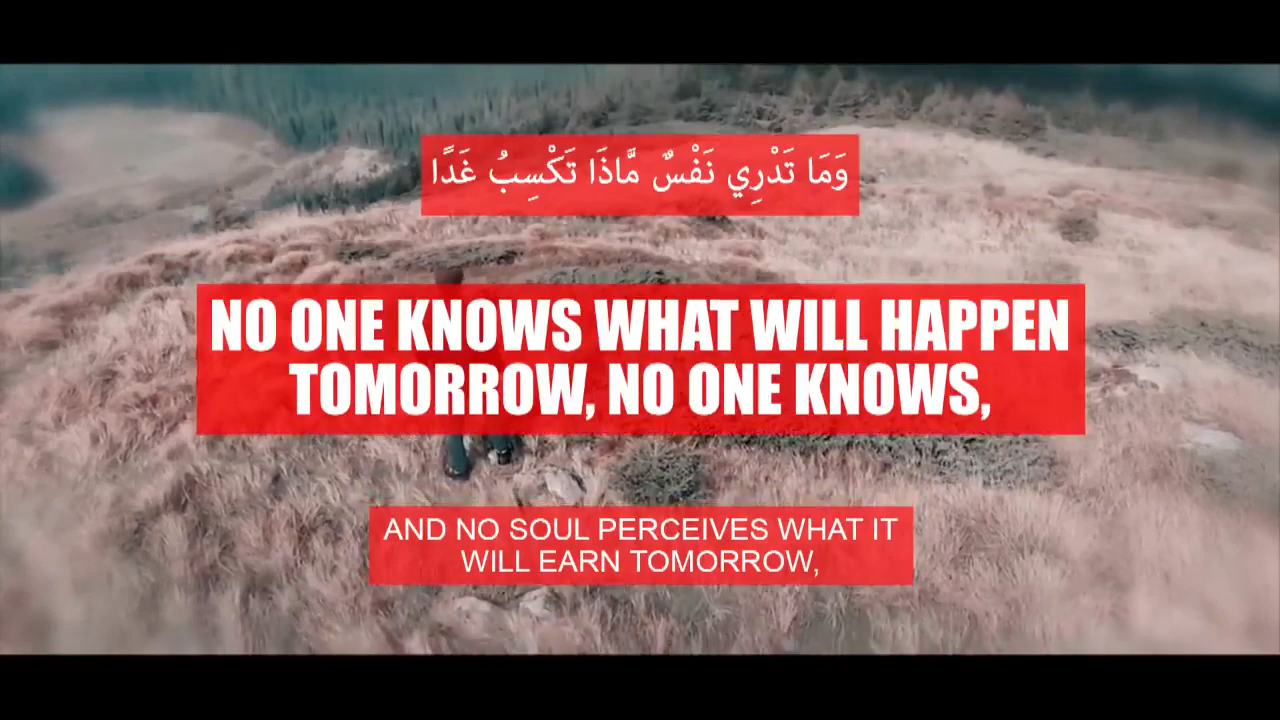 وَمَا تَدْرِي نَفْسٌ مَّاذَا تَكْسِبُ غَدًا
NO ONE KNOWS WHAT WILL HAPPEN
TOMORROW, NO ONE KNOWS,
AND NO SOUL PERCEIVES WHAT IT
WILL EARN TOMORROW,